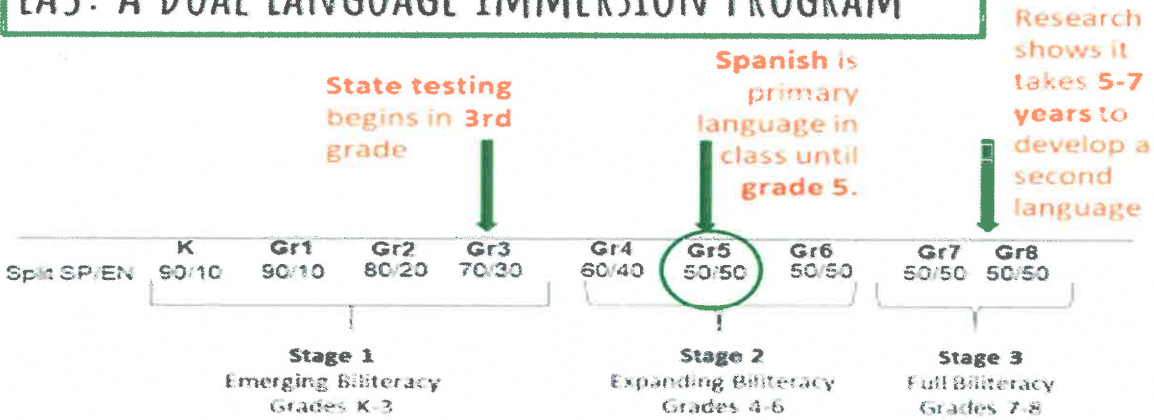 EAS: A DUAL LANGUAGE IMMERSION PROGRAM
State testing
begins in 3rd
grade
Spanish is
primary
language in
class until
grade 5.
Research
shows it
takes 5-7
years to
develop a
second
language
K Gr1 Gr2 Gr3 Gr4 Gr5 Gr6 Gr7 Gr8
Split SP/EN 90/10 90/10 80/20 70/30 60/40 50/50 50/50 50/50 50/50
Stage 1
Emerging Biliteracy
Grades K-3
Stage 2
Expanding Biliteracy
Grades 4-6
Stage 3
Full Biliteracy
Grades 7-8